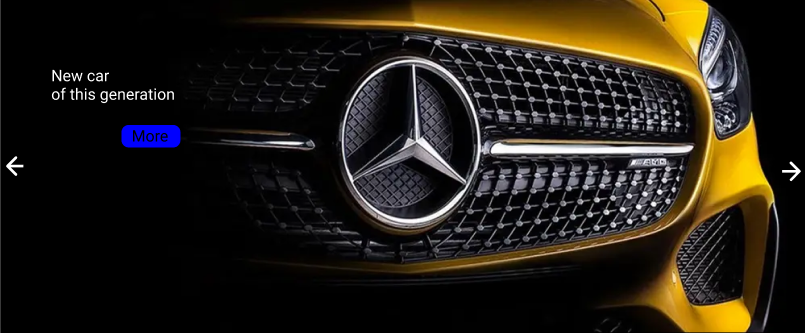 New car
of this generation
More
AMG